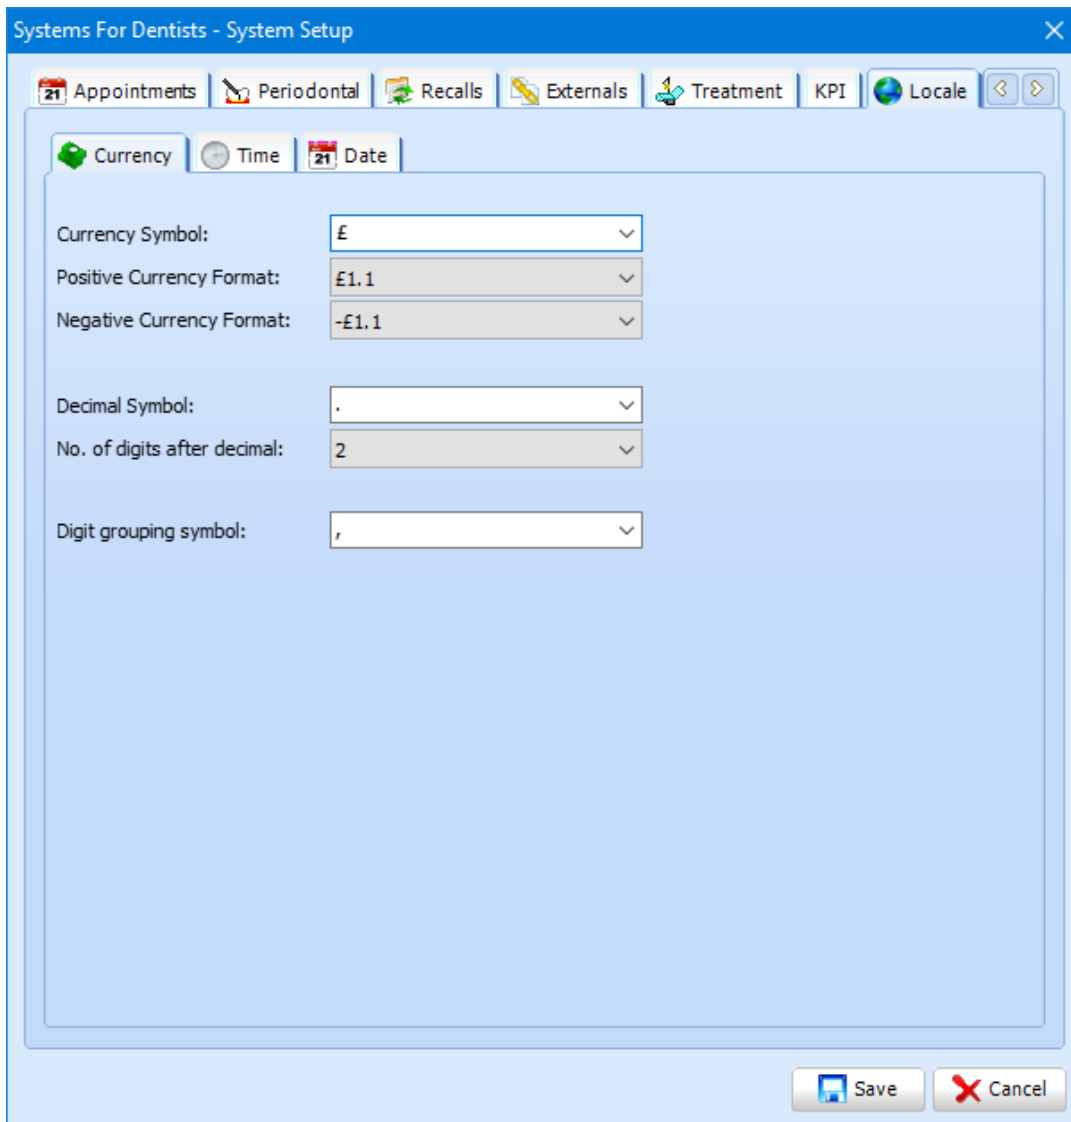 Systems For Dentists - System Setup
21 Appointments Periodontal Recalls Externals Treatment KPI Locale
Currency Time 21 Date
Currency Symbol: £
Positive Currency Format: £1.1
Negative Currency Format: -£1.1
Decimal Symbol: .
No. of digits after decimal: 2
Digit grouping symbol: ,
Save Cancel